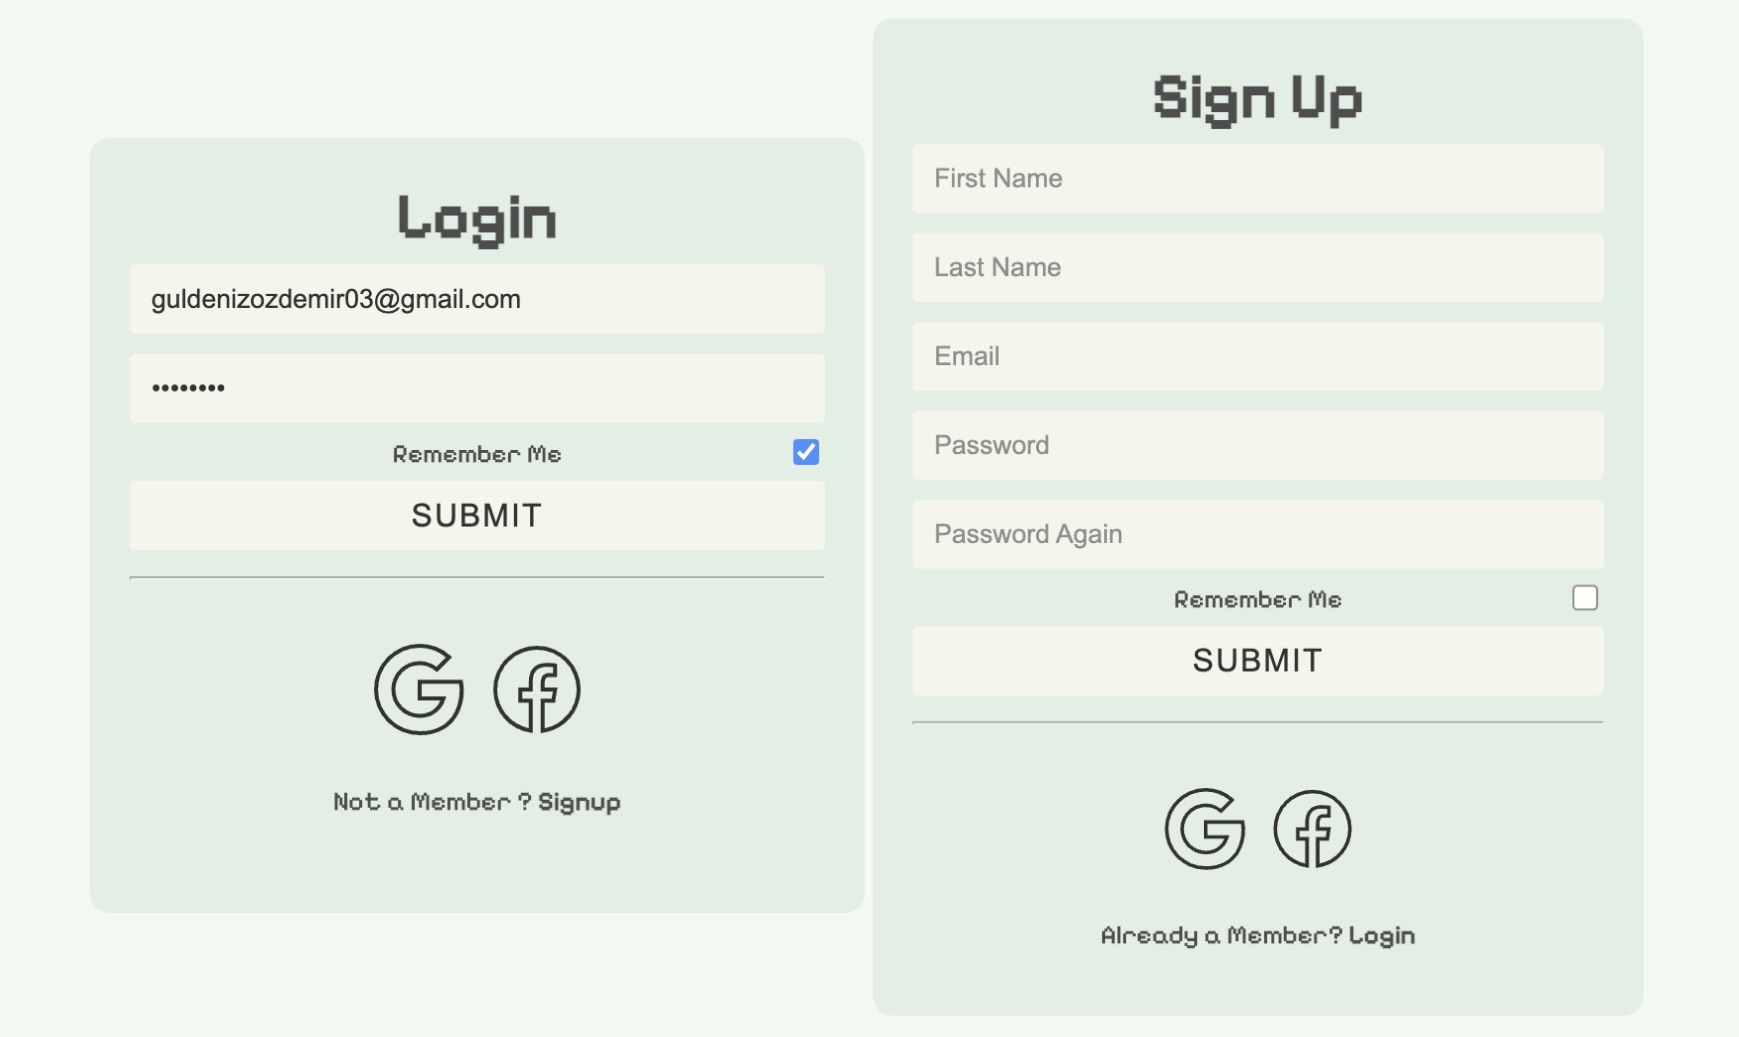 Login
guldenizozdemir03@gmail.com
••••••••
Remember Me
SUBMIT
Not a Member ? Signup
Sign Up
First Name
Last Name
Email
Password
Password Again
Remember Me
SUBMIT
Already a Member? Login